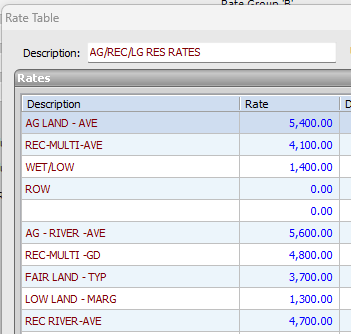 Rate Group 'B'
Rate Table
Description: AG/REC/LG RES RATES
Rates
Description Rate D
AG LAND - AVE 5,400.00
REC-MULTI-AVE 4,100.00
WET/LOW 1,400.00
ROW 0.00
0.00
AG - RIVER -AVE 5,600.00
REC-MULTI -GD 4,800.00
FAIR LAND - TYP 3,700.00
LOW LAND - MARG 1,300.00
REC RIVER-AVE 4,700.00